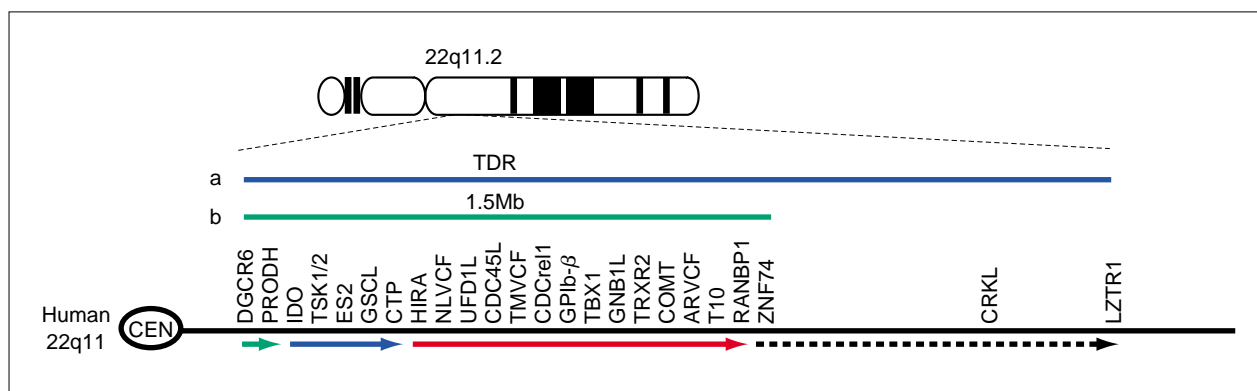 22q11.2
a TDR
b 1.5Mb
DGCR6
PRODH
IDO
TSK1/2
ES2
GSCL
CTP
HIRA
NLVCF
UFD1L
CDC45L
TMVCF
CDCrel1
GPIb-β
TBX1
GNB1L
TRXR2
COMT
ARVCF
T10
RANBP1
ZNF74
CRKL
LZTR1
Human
22q11
CEN